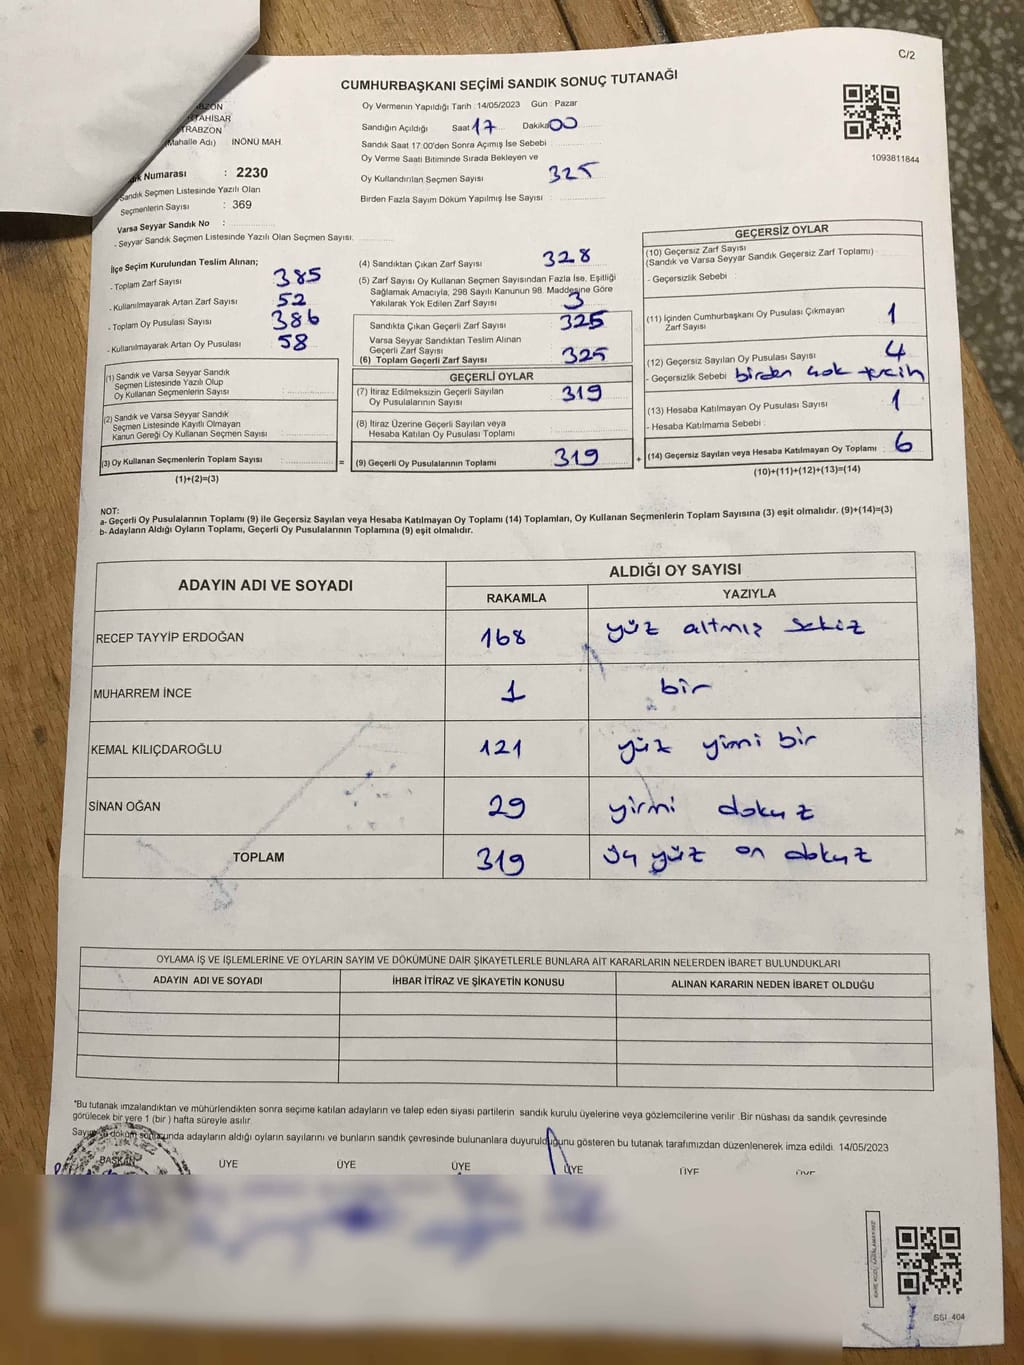 C/2
CUMHURBAŞKANI SEÇİMİ SANDIK SONUÇ TUTANAĞI
TRABZON
(Mahalle Adı) INÖNÜ MAH.
Numarası : 2230
Sandık Seçmen Listesinde Yazılı Olan
Seçmenlerin Sayısı : 369
Varsa Seyyar Sandık No :
- Seyyar Sandık Seçmen Listesinde Yazılı Olan Seçmen Sayısı:
Oy Vermenin Yapıldığı Tarih : 14/05/2023 Gün : Pazar
Sandığın Açıldığı Saat 17 Dakika 00
Sandık Saat 17:00'den Sonra Açımış İse Sebebi
Oy Verme Saati Bitiminde Sırada Bekleyen ve
Oy Kullandırılan Seçmen Sayısı 325
Birden Fazla Sayım Döküm Yapılmış İse Sayısı :
1093811844
İlçe Seçim Kurulundan Teslim Alınan;
- Toplam Zarf Sayısı 385
- Kullanılmayarak Artan Zarf Sayısı 52
- Toplam Oy Pusulası Sayısı 386
- Kullanılmayarak Artan Oy Pusulası 58
(1) Sandık ve Varsa Seyyar Sandık
Seçmen Listesinde Yazılı Olup
Oy Kullanan Seçmenlerin Sayısı :
(2) Sandık ve Varsa Seyyar Sandık
Seçmen Listesinde Kayıtlı Olmayan
Kanun Gereği Oy Kullanan Seçmen Sayısı :
(3) Oy Kullanan Seçmenlerin Toplam Sayısı :
(1)+(2)=(3)
(4) Sandıktan Çıkan Zarf Sayısı 328
(5) Zarf Sayısı Oy Kullanan Seçmen Sayısından Fazla İse, Eşitliği
Sağlamak Amacıyla, 298 Sayılı Kanunun 98. Maddesine Göre
Yakılarak Yok Edilen Zarf Sayısı 3
Sandıkta Çıkan Geçerli Zarf Sayısı 325
Varsa Seyyar Sandıktan Teslim Alınan
Geçerli Zarf Sayısı
(6) Toplam Geçerli Zarf Sayısı 325
GEÇERLİ OYLAR
(7) İtiraz Edilmeksizin Geçerli Sayılan
Oy Pusulalarının Sayısı 319
(8) İtiraz Üzerine Geçerli Sayılan veya
Hesaba Katılan Oy Pusulası Toplamı
= (9) Geçerli Oy Pusulalarının Toplamı 319
GEÇERSİZ OYLAR
(10) Geçersiz Zarf Sayısı
(Sandık ve Varsa Seyyar Sandık Geçersiz Zarf Toplamı)
- Geçersizlik Sebebi :
(11) İçinden Cumhurbaşkanı Oy Pusulası Çıkmayan
Zarf Sayısı 1
(12) Geçersiz Sayılan Oy Pusulası Sayısı 4
- Geçersizlik Sebebi birden çok tercih
(13) Hesaba Katılmayan Oy Pusulası Sayısı 1
- Hesaba Katılmama Sebebi :
+ (14) Geçersiz Sayılan veya Hesaba Katılmayan Oy Toplamı : 6
(10)+(11)+(12)+(13)=(14)
NOT:
a- Geçerli Oy Pusulalarının Toplamı (9) ile Geçersiz Sayılan veya Hesaba Katılmayan Oy Toplamı (14) Toplamları, Oy Kullanan Seçmenlerin Toplam Sayısına (3) eşit olmalıdır. (9)+(14)=(3)
b- Adayların Aldığı Oyların Toplamı, Geçerli Oy Pusulalarının Toplamına (9) eşit olmalıdır.
ADAYIN ADI VE SOYADI
ALDIĞI OY SAYISI
RAKAMLA YAZIYLA
RECEP TAYYİP ERDOĞAN 168 yüz altmış sekiz
MUHARREM İNCE 1 bir
KEMAL KILIÇDAROĞLU 121 yüz yirmi bir
SİNAN OĞAN 29 yirmi dokuz
TOPLAM 319 üç yüz on dokuz
OYLAMA İŞ VE İŞLEMLERİNE VE OYLARIN SAYIM VE DÖKÜMÜNE DAİR ŞİKAYETLERLE BUNLARA AİT KARARLARIN NELERDEN İBARET BULUNDUKLARI
ADAYIN ADI VE SOYADI İHBAR İTİRAZ VE ŞİKAYETİN KONUSU ALINAN KARARIN NEDEN İBARET OLDUĞU
"Bu tutanak imzalandıktan ve mühürlendikten sonra seçime katılan adayların ve talep eden siyasi partilerin sandık kurulu üyelerine veya gözlemcilerine verilir. Bir nüshası da sandık çevresinde
görülecek bir yere 1 (bir) hafta süreyle asılır.
adayların aldığı oyların sayılarını ve bunların sandık çevresinde bulunanlara duyurulduğunu gösteren bu tutanak tarafımızdan düzenlenerek imza edildi. 14/05/2023
BAŞKAN ÜYE ÜYE ÜYE ÜYE ÜYE ÜYE
SSI_404